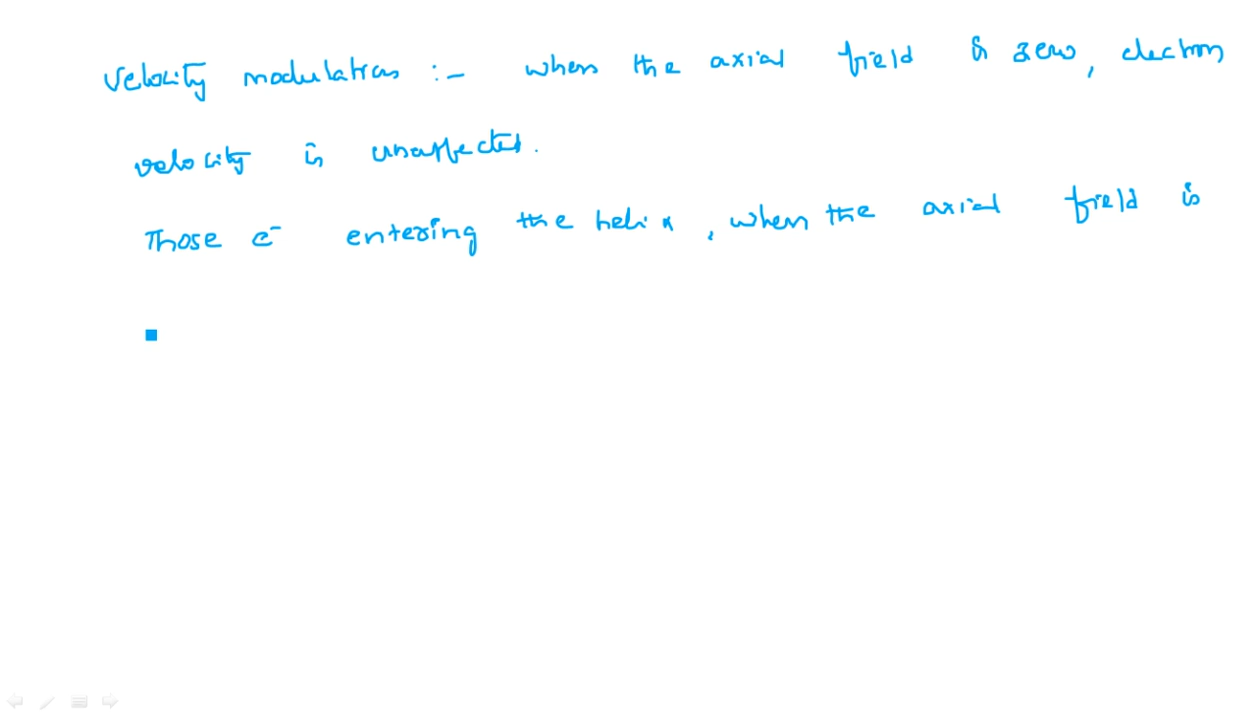 Velocity modulation :- when the axial field is zero, electron
velocity is unaffected.
Those e⁻ entering the helix, when the axial field is